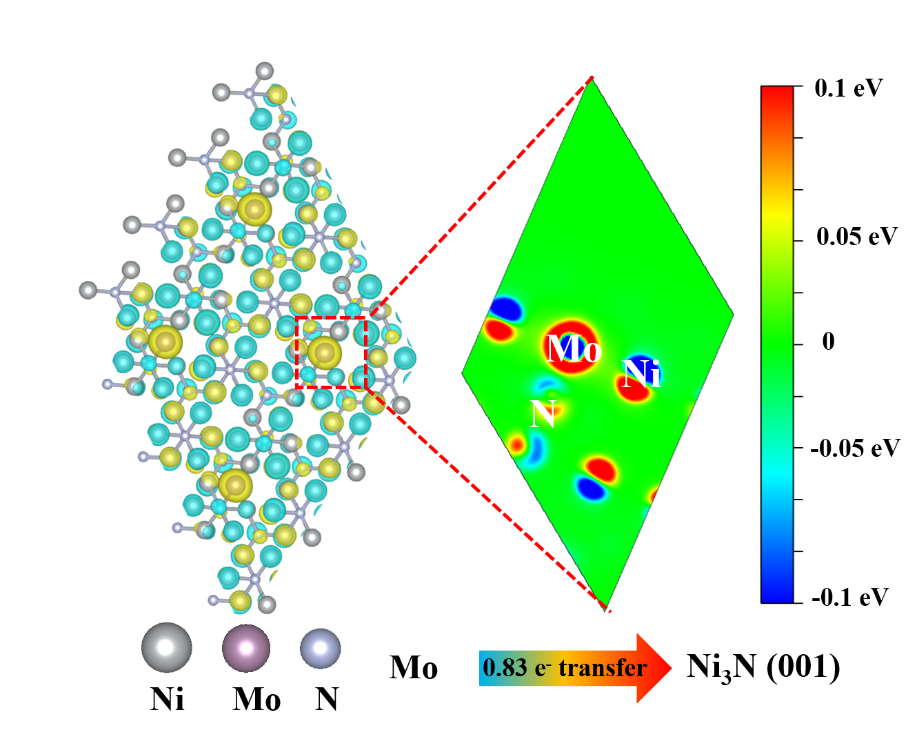 0.1 eV
0.05 eV
0
-0.05 eV
-0.1 eV
Mo
Ni
N
Ni Mo N
Mo 0.83 e⁻ transfer Ni₃N (001)